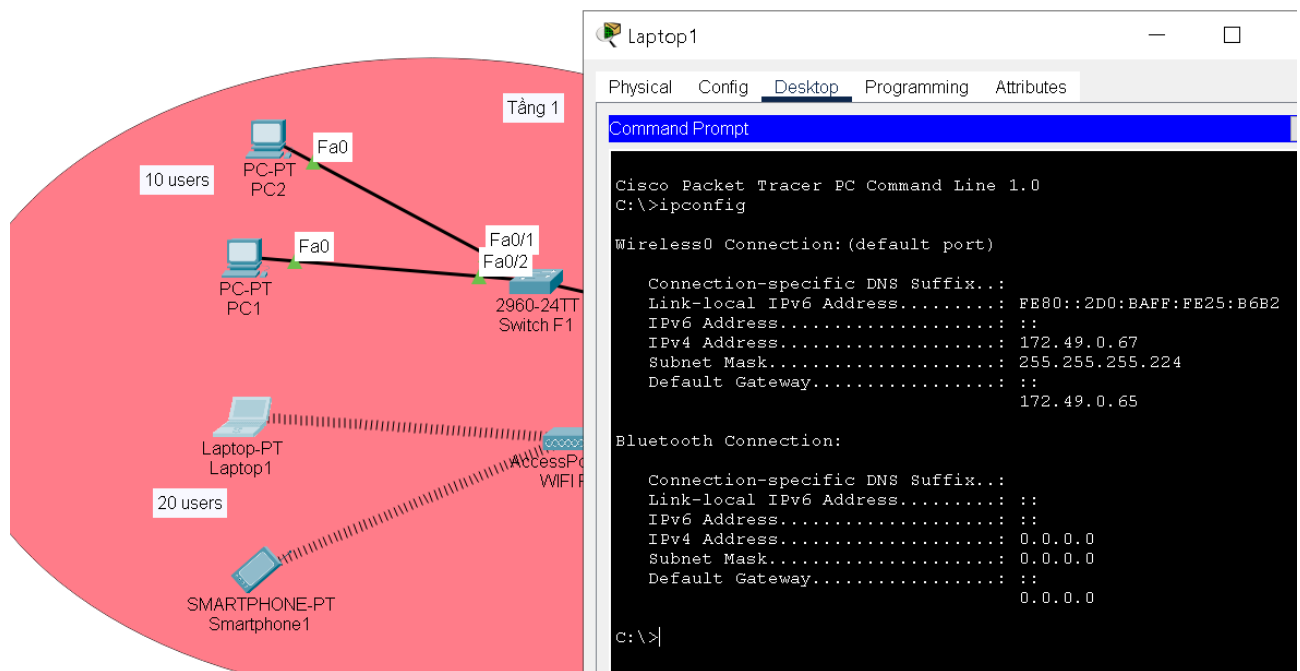 Tầng 1
Fa0
PC-PT
PC2
10 users
Fa0/1
Fa0
Fa0/2
PC-PT
PC1
2960-24TT
Switch F1
Laptop-PT
Laptop1
WIFI
20 users
SMARTPHONE-PT
Smartphone1
Laptop1
Physical Config Desktop Programming Attributes
Command Prompt
Cisco Packet Tracer PC Command Line 1.0
C:\>ipconfig
Wireless0 Connection:(default port)
Connection-specific DNS Suffix..:
Link-local IPv6 Address.........: FE80::2D0:BAFF:FE25:B6B2
IPv6 Address....................: ::
IPv4 Address....................: 172.49.0.67
Subnet Mask.....................: 255.255.255.224
Default Gateway.................: ::
172.49.0.65
Bluetooth Connection:
Connection-specific DNS Suffix..:
Link-local IPv6 Address.........: ::
IPv6 Address....................: ::
IPv4 Address....................: 0.0.0.0
Subnet Mask.....................: 0.0.0.0
Default Gateway.................: ::
0.0.0.0
C:\>